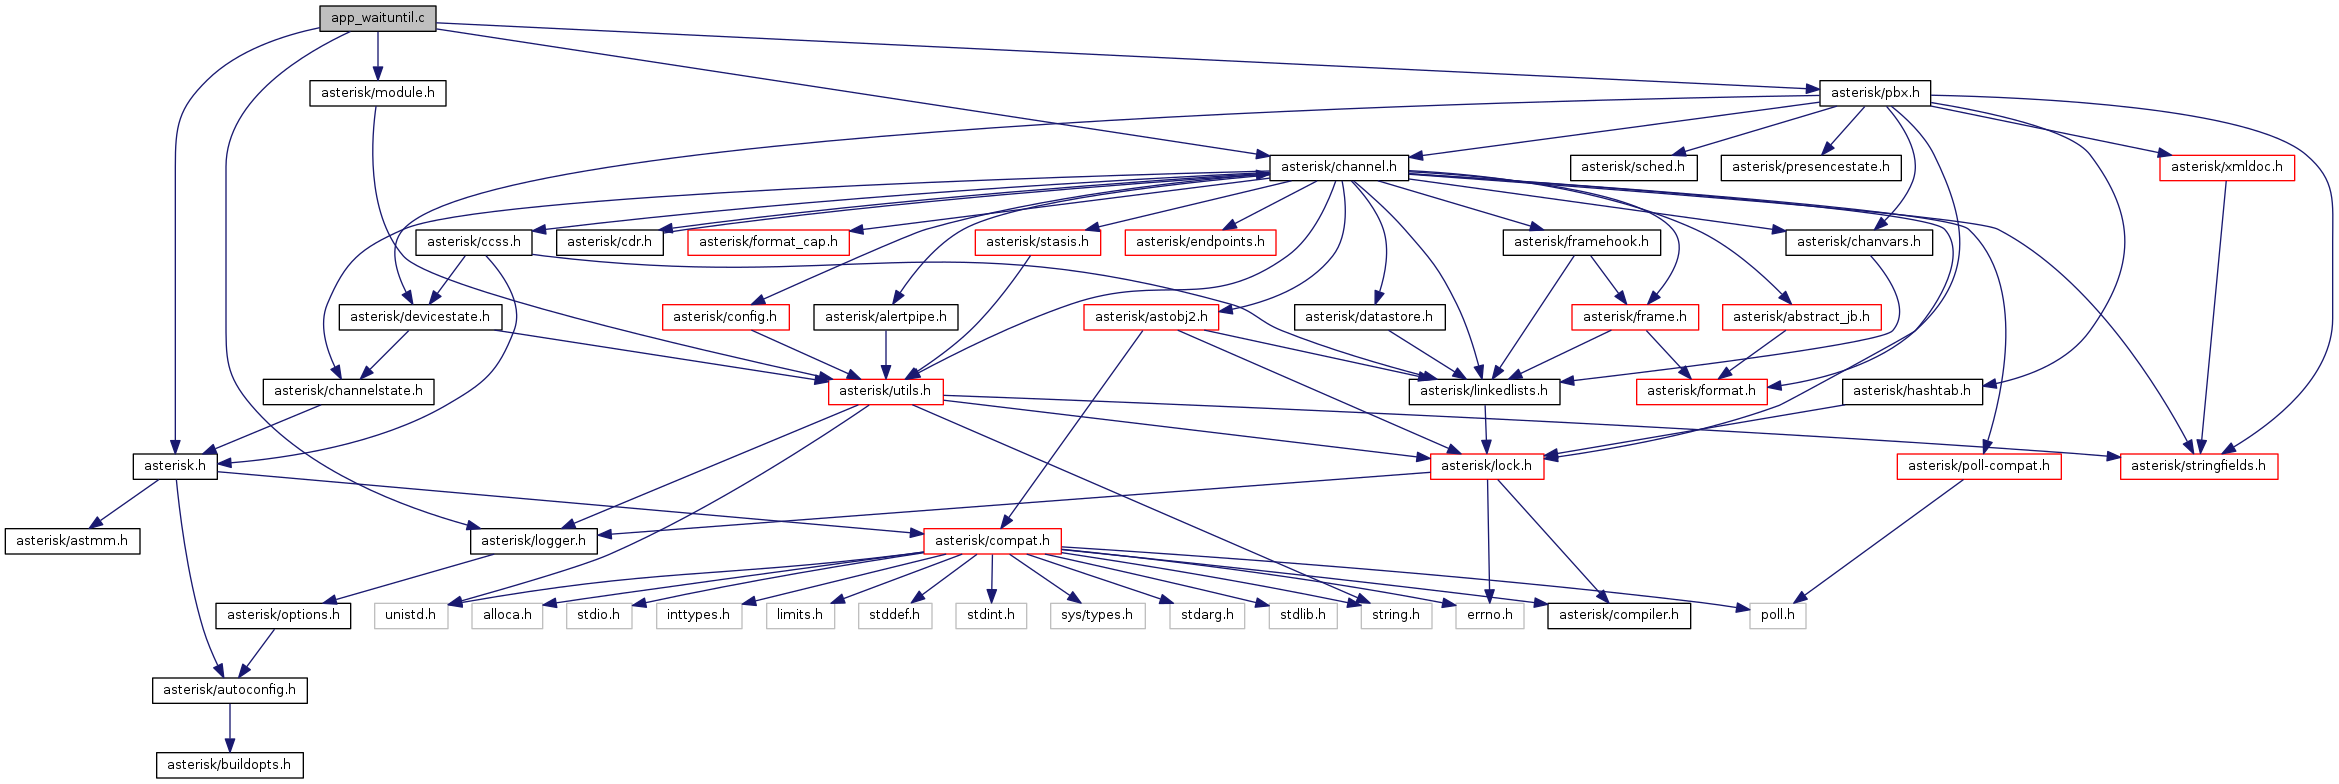 app_waituntil.c
asterisk/module.h
asterisk/pbx.h
asterisk/channel.h
asterisk/sched.h
asterisk/presencestate.h
asterisk/xmldoc.h
asterisk/ccss.h
asterisk/cdr.h
asterisk/format_cap.h
asterisk/stasis.h
asterisk/endpoints.h
asterisk/framehook.h
asterisk/chanvars.h
asterisk/devicestate.h
asterisk/config.h
asterisk/alertpipe.h
asterisk/astobj2.h
asterisk/datastore.h
asterisk/frame.h
asterisk/abstract_jb.h
asterisk/channelstate.h
asterisk/utils.h
asterisk/linkedlists.h
asterisk/format.h
asterisk/hashtab.h
asterisk.h
asterisk/lock.h
asterisk/poll-compat.h
asterisk/stringfields.h
asterisk/astmm.h
asterisk/logger.h
asterisk/compat.h
asterisk/options.h
unistd.h
alloca.h
stdio.h
inttypes.h
limits.h
stddef.h
stdint.h
sys/types.h
stdarg.h
stdlib.h
string.h
errno.h
asterisk/compiler.h
poll.h
asterisk/autoconfig.h
asterisk/buildopts.h